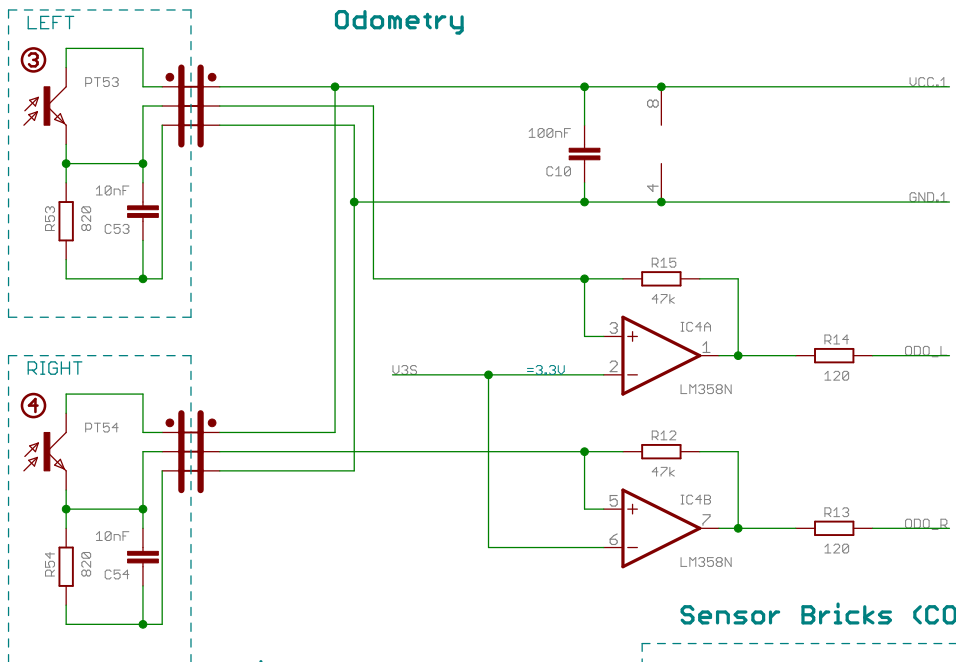 Odometry
LEFT
3
PT53
10nF
R53
820
C53
VCC.1
8
100nF
C10
4
GND.1
R15
47k
3
IC4A
1
2
LM358N
R14
ODO_L
120
V3S
=3.3V
RIGHT
4
PT54
10nF
R54
820
C54
R12
47k
5
IC4B
7
6
LM358N
R13
ODO_R
120
Sensor Bricks (CO